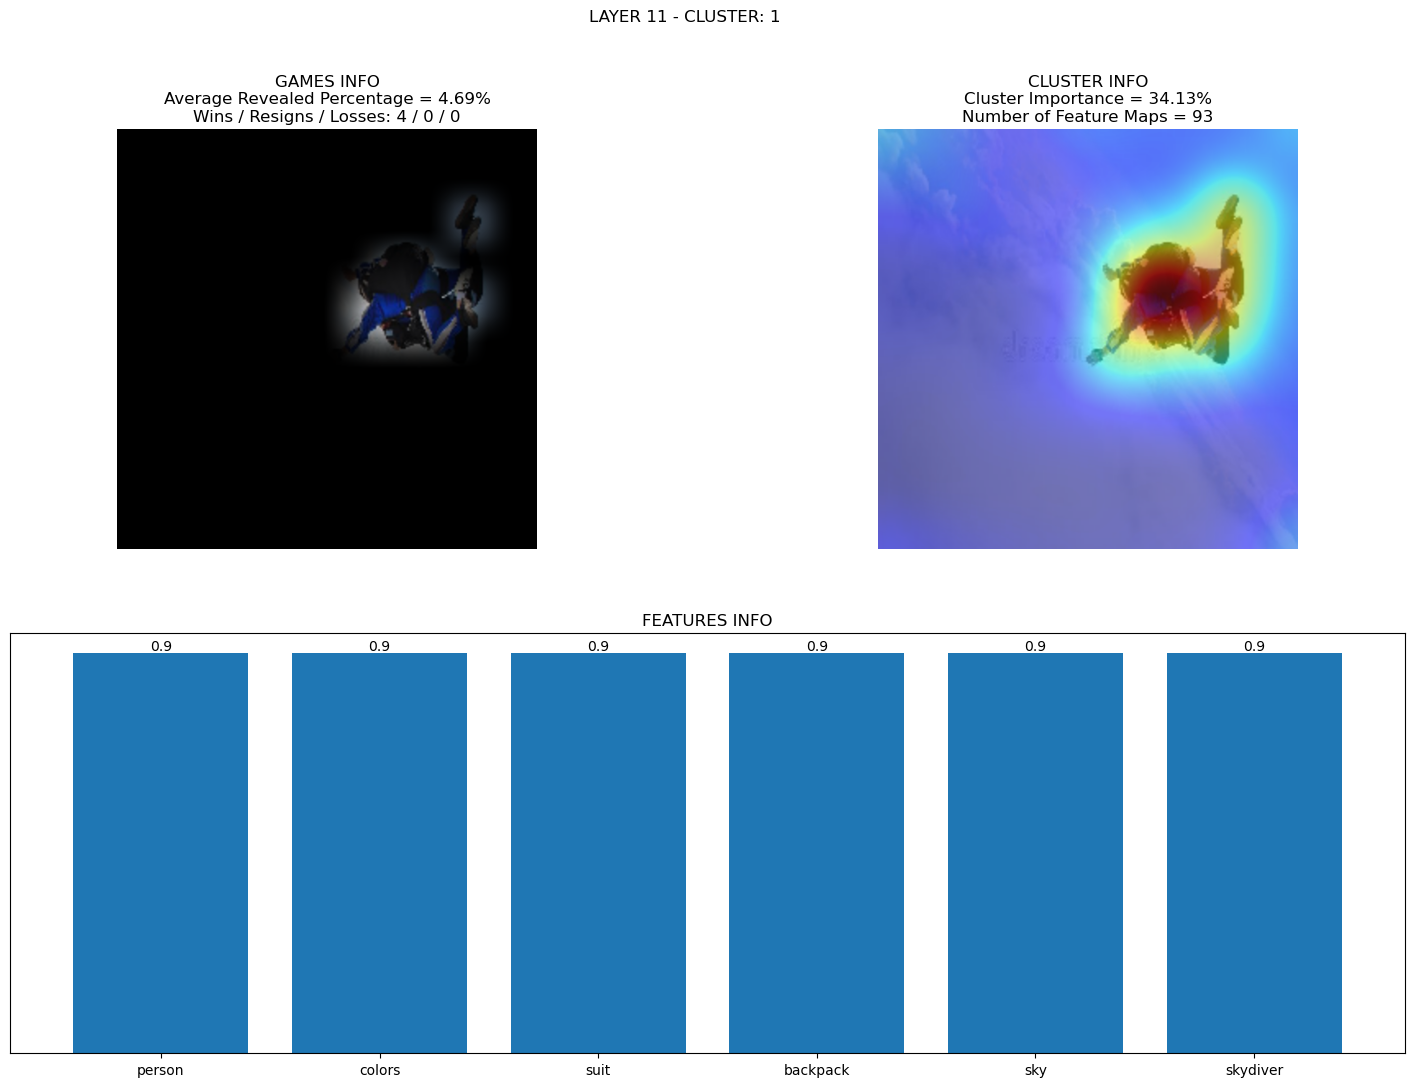 LAYER 11 - CLUSTER: 1
GAMES INFO
Average Revealed Percentage = 4.69%
Wins / Resigns / Losses: 4 / 0 / 0
CLUSTER INFO
Cluster Importance = 34.13%
Number of Feature Maps = 93
FEATURES INFO
0.9
0.9
0.9
0.9
0.9
0.9
person
colors
suit
backpack
sky
skydiver